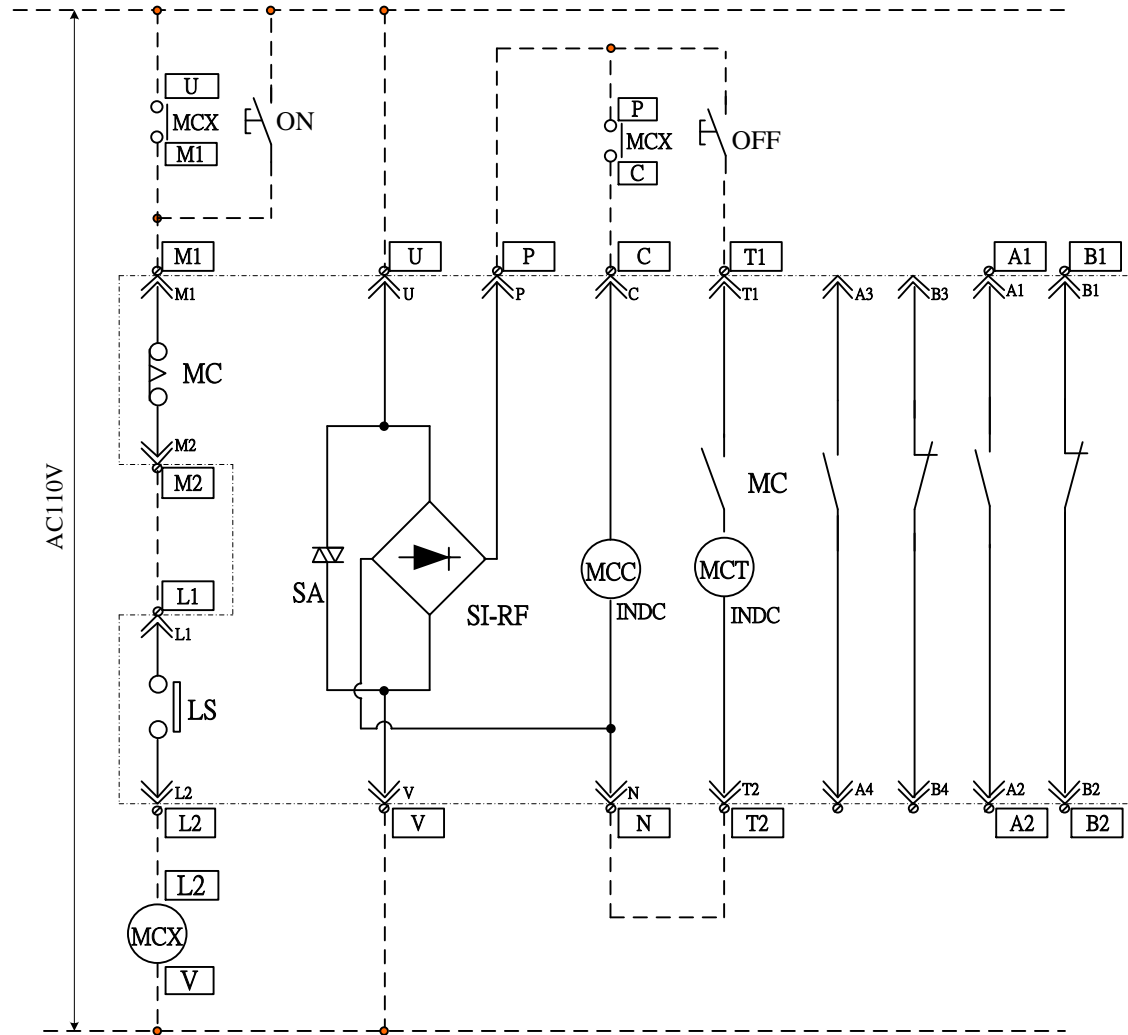 U
MCX
M1
ON
P
MCX
C
OFF
M1
U
P
C
T1
A1
B1
M1
U
P
C
T1
A3
B3
A1
B1
MC
M2
M2
MC
AC110V
L1
L1
SA
SI-RF
MCC
INDC
MCT
INDC
LS
L2
V
N
T2
A4
B4
A2
B2
L2
V
N
T2
A2
B2
L2
MCX
V